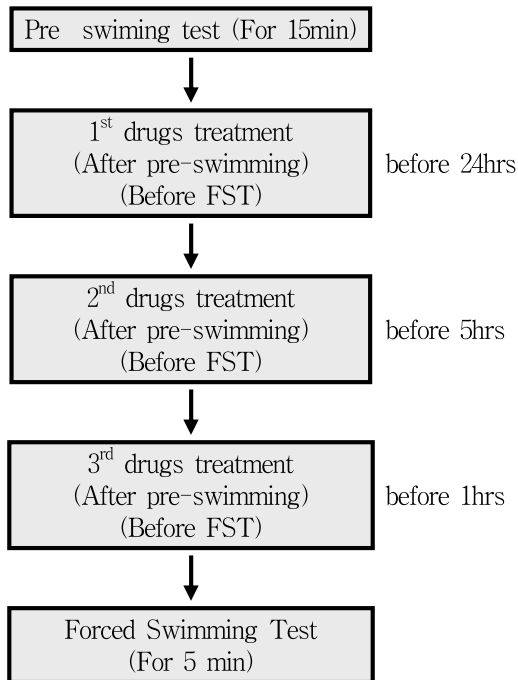 Pre swiming test (For 15min)
1st drugs treatment
(After pre-swimming)
(Before FST)
before 24hrs
2nd drugs treatment
(After pre-swimming)
(Before FST)
before 5hrs
3rd drugs treatment
(After pre-swimming)
(Before FST)
before 1hrs
Forced Swimming Test
(For 5 min)